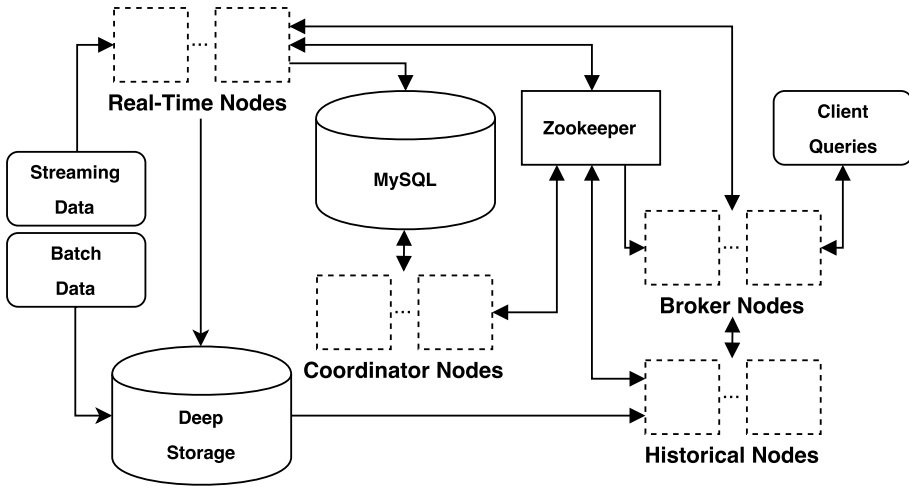 Real-Time Nodes
Streaming
Data
Batch
Data
MySQL
Zookeeper
Client
Queries
Coordinator Nodes
Broker Nodes
Deep
Storage
Historical Nodes